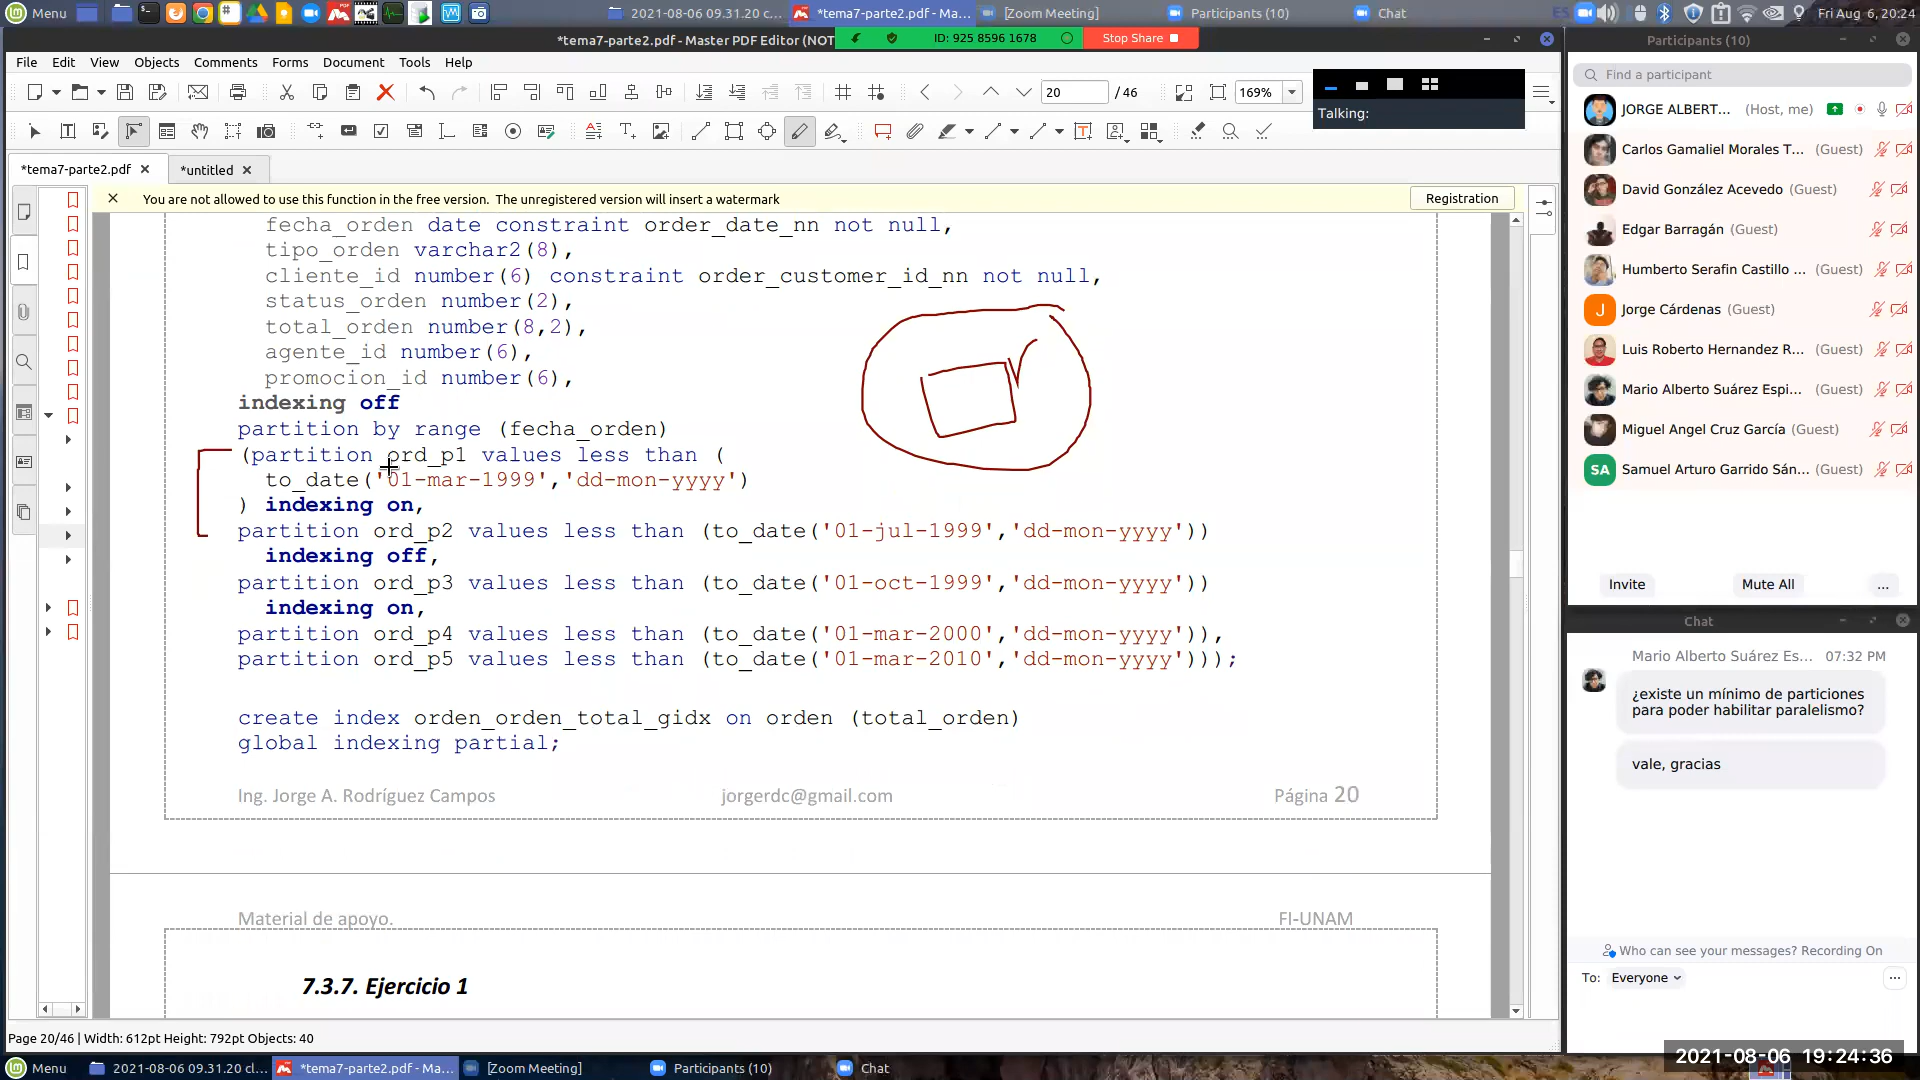 Menu
2021-08-06 09.31.20 c...
*tema7-parte2.pdf - Ma...
[Zoom Meeting]
Participants (10)
Chat
ES
Fri Aug 6, 20:24
*tema7-parte2.pdf - Master PDF Editor (NOT
ID: 925 8596 1678
Stop Share
File Edit View Objects Comments Forms Document Tools Help
20 / 46
169%
Talking:
*tema7-parte2.pdf
*untitled
You are not allowed to use this function in the free version. The unregistered version will insert a watermark
Registration
fecha_orden date constraint order_date_nn not null,
tipo_orden varchar2(8),
cliente_id number(6) constraint order_customer_id_nn not null,
status_orden number(2),
total_orden number(8,2),
agente_id number(6),
promocion_id number(6),
indexing off
partition by range (fecha_orden)
(partition ord_p1 values less than (
to_date('01-mar-1999','dd-mon-yyyy')
) indexing on,
partition ord_p2 values less than (to_date('01-jul-1999','dd-mon-yyyy'))
indexing off,
partition ord_p3 values less than (to_date('01-oct-1999','dd-mon-yyyy'))
indexing on,
partition ord_p4 values less than (to_date('01-mar-2000','dd-mon-yyyy')),
partition ord_p5 values less than (to_date('01-mar-2010','dd-mon-yyyy')));
create index orden_orden_total_gidx on orden (total_orden)
global indexing partial;
Ing. Jorge A. Rodríguez Campos
jorgerdc@gmail.com
Página 20
Material de apoyo.
FI-UNAM
7.3.7. Ejercicio 1
Page 20/46 | Width: 612pt Height: 792pt Objects: 40
Participants (10)
Find a participant
JORGE ALBERT... (Host, me)
Carlos Gamaliel Morales T... (Guest)
David González Acevedo (Guest)
Edgar Barragán (Guest)
Humberto Serafin Castillo ... (Guest)
J
Jorge Cárdenas (Guest)
Luis Roberto Hernandez R... (Guest)
Mario Alberto Suárez Espi... (Guest)
Miguel Angel Cruz García (Guest)
SA
Samuel Arturo Garrido Sán... (Guest)
Invite
Mute All
...
Chat
Mario Alberto Suárez Es... 07:32 PM
¿existe un mínimo de particiones
para poder habilitar paralelismo?
vale, gracias
Who can see your messages? Recording On
To: Everyone
Menu
2021-08-06 09.31.20 cl...
*tema7-parte2.pdf - Ma...
[Zoom Meeting]
Participants (10)
Chat
2021-08-06 19:24:36